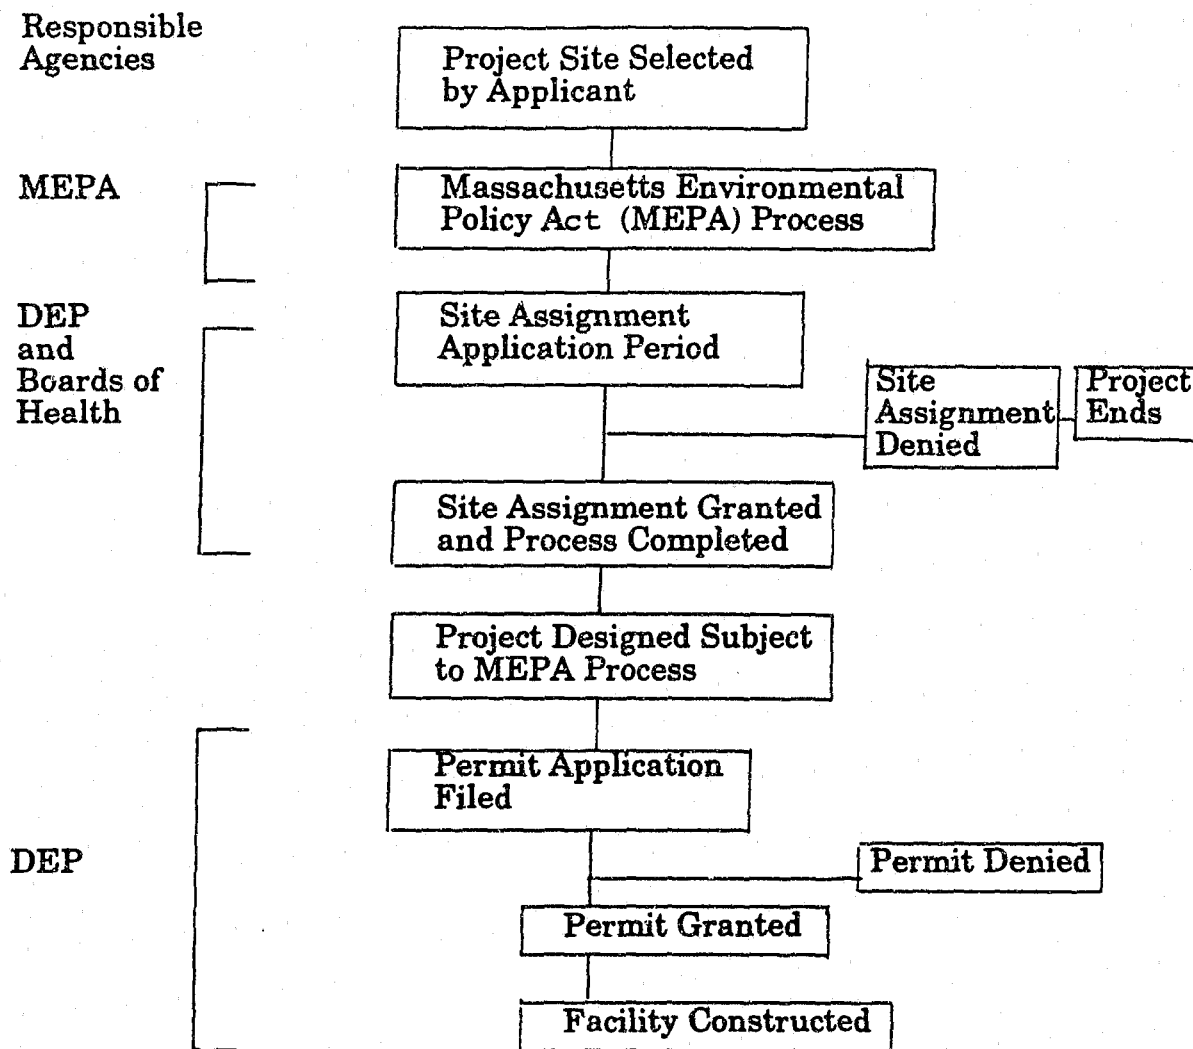 Responsible
Agencies
Project Site Selected
by Applicant
MEPA
Massachusetts Environmental
Policy Act (MEPA) Process
DEP
and
Boards of
Health
Site Assignment
Application Period
Site
Assignment
Denied
Project
Ends
Site Assignment Granted
and Process Completed
Project Designed Subject
to MEPA Process
Permit Application
Filed
DEP
Permit Denied
Permit Granted
Facility Constructed